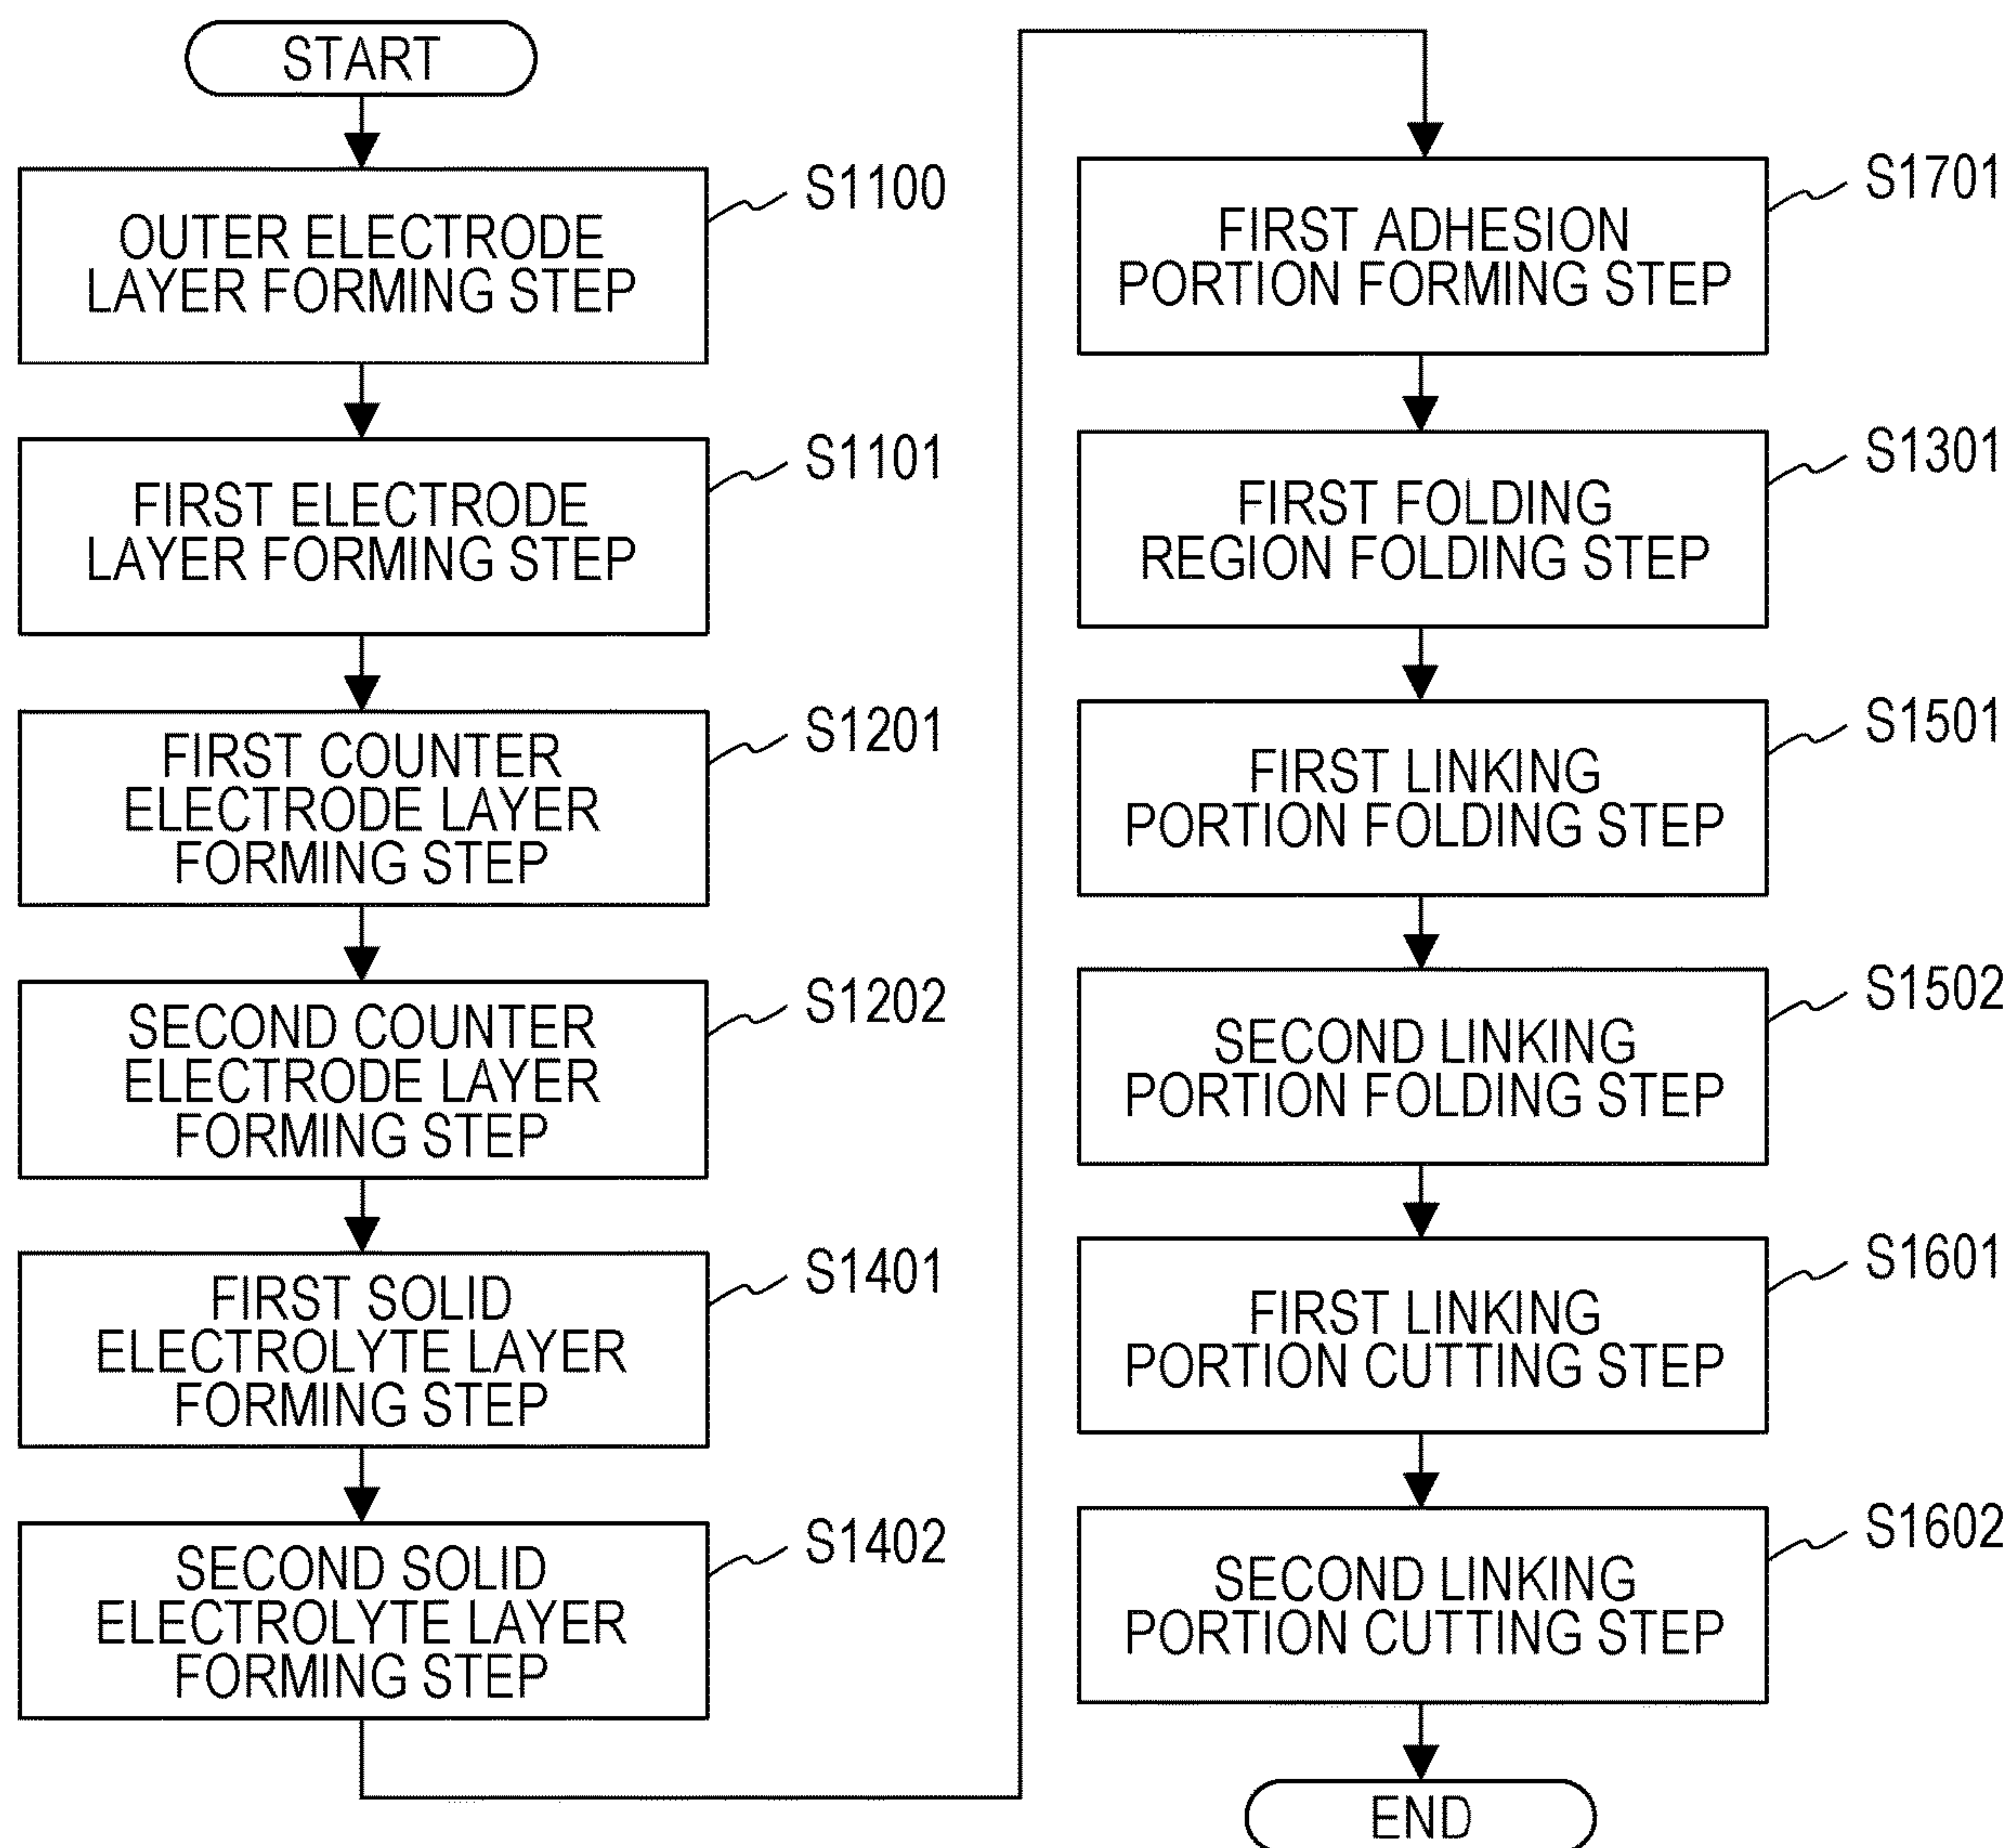 START
OUTER ELECTRODE
LAYER FORMING STEP
S1100
FIRST ELECTRODE
LAYER FORMING STEP
S1101
FIRST COUNTER
ELECTRODE LAYER
FORMING STEP
S1201
SECOND COUNTER
ELECTRODE LAYER
FORMING STEP
S1202
FIRST SOLID
ELECTROLYTE LAYER
FORMING STEP
S1401
SECOND SOLID
ELECTROLYTE LAYER
FORMING STEP
S1402
FIRST ADHESION
PORTION FORMING STEP
S1701
FIRST FOLDING
REGION FOLDING STEP
S1301
FIRST LINKING
PORTION FOLDING STEP
S1501
SECOND LINKING
PORTION FOLDING STEP
S1502
FIRST LINKING
PORTION CUTTING STEP
S1601
SECOND LINKING
PORTION CUTTING STEP
S1602
END